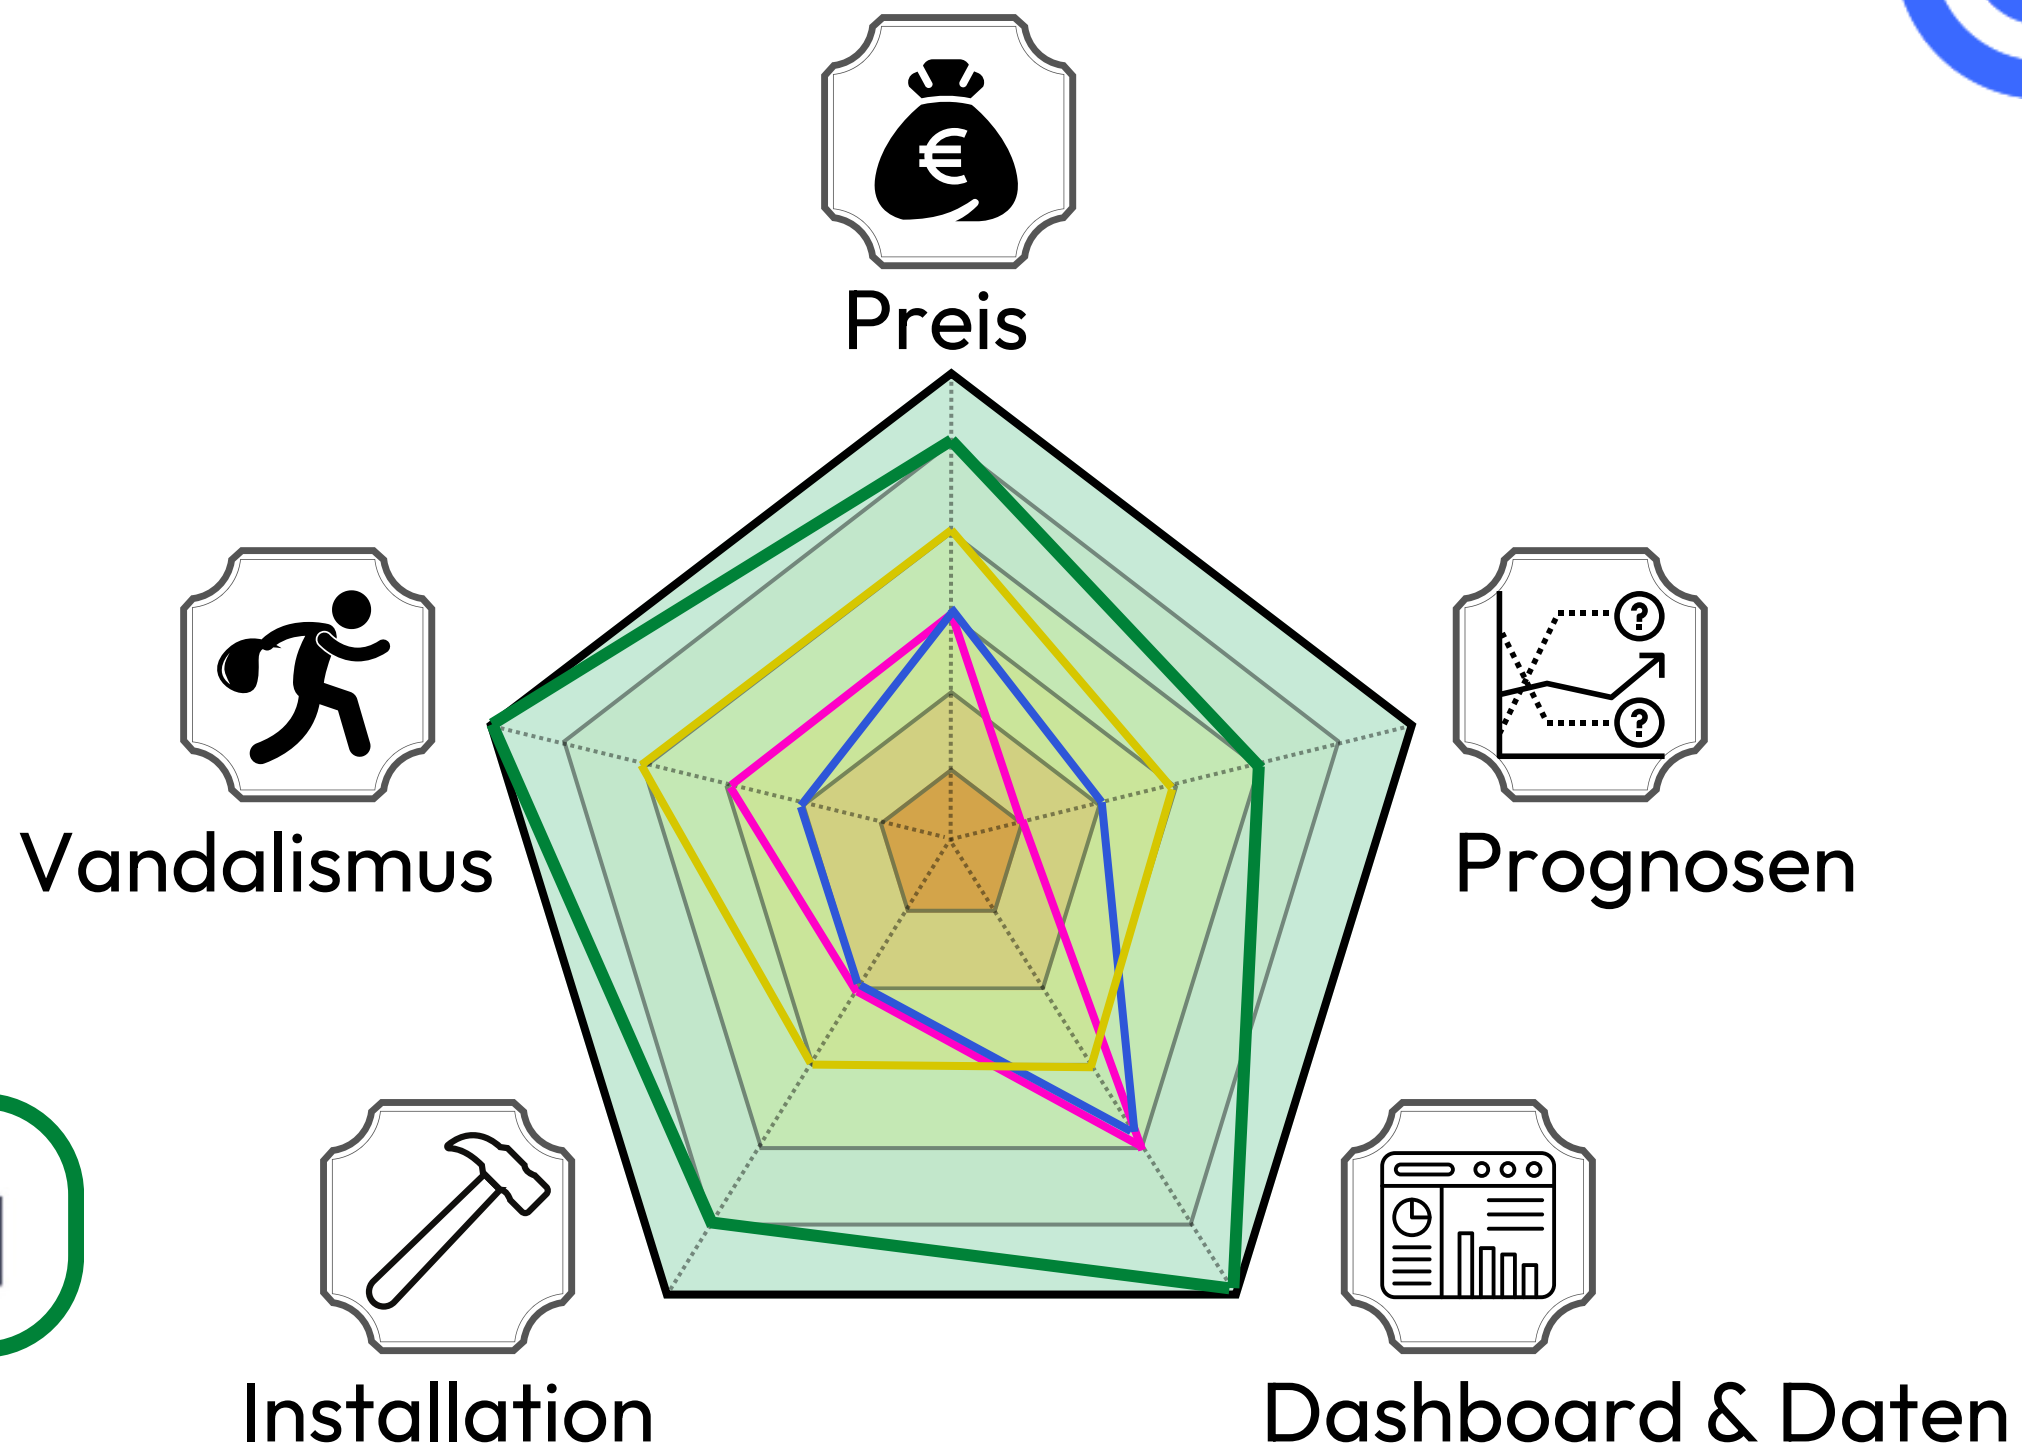 €
Preis
?
?
Vandalismus
Prognosen
Installation
Dashboard & Daten